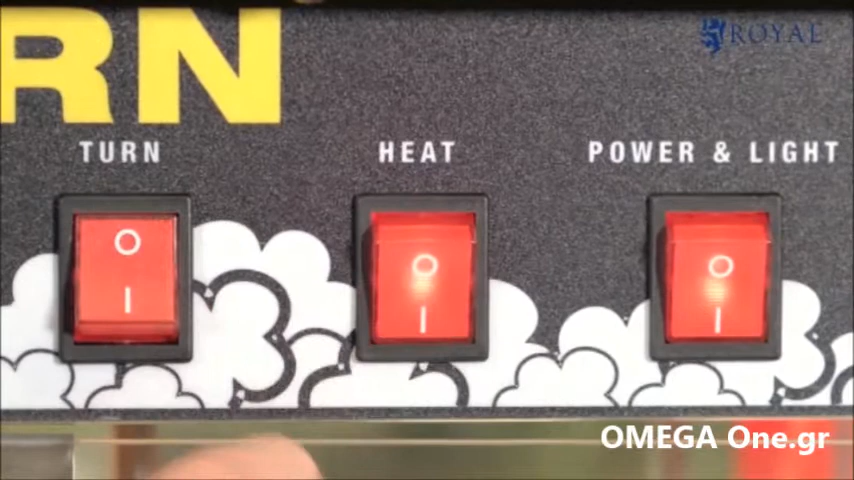 RN
ROYAL
TURN
HEAT
POWER & LIGHT
O
I
O
I
O
I
OMEGA One.gr